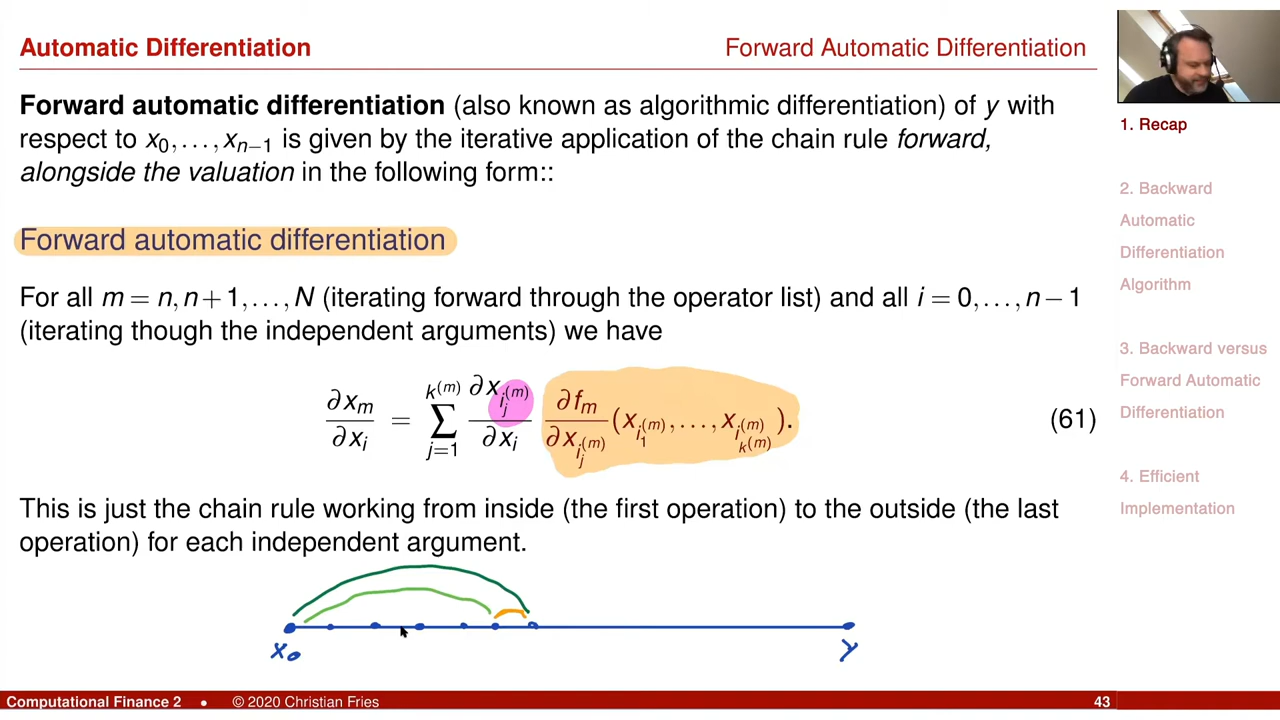 Automatic Differentiation
Forward Automatic Differentiation
Forward automatic differentiation (also known as algorithmic differentiation) of y with
respect to x₀,…,xₙ₋₁ is given by the iterative application of the chain rule forward,
alongside the valuation in the following form::
Forward automatic differentiation
For all m = n, n+1,…, N (iterating forward through the operator list) and all i = 0,…, n−1
(iterating though the independent arguments) we have
∂x_m/∂x_i = ∑_{j=1}^{k^{(m)}} ∂x_{i_j^{(m)}}/∂x_i ∂f_m/∂x_{i_j^{(m)}} (x_{i_1^{(m)}},…,x_{i_{k^{(m)}}^{(m)}}). (61)
This is just the chain rule working from inside (the first operation) to the outside (the last
operation) for each independent argument.
x₀
y
Computational Finance 2 • © 2020 Christian Fries
43
1. Recap
2. Backward
Automatic
Differentiation
Algorithm
3. Backward versus
Forward Automatic
Differentiation
4. Efficient
Implementation